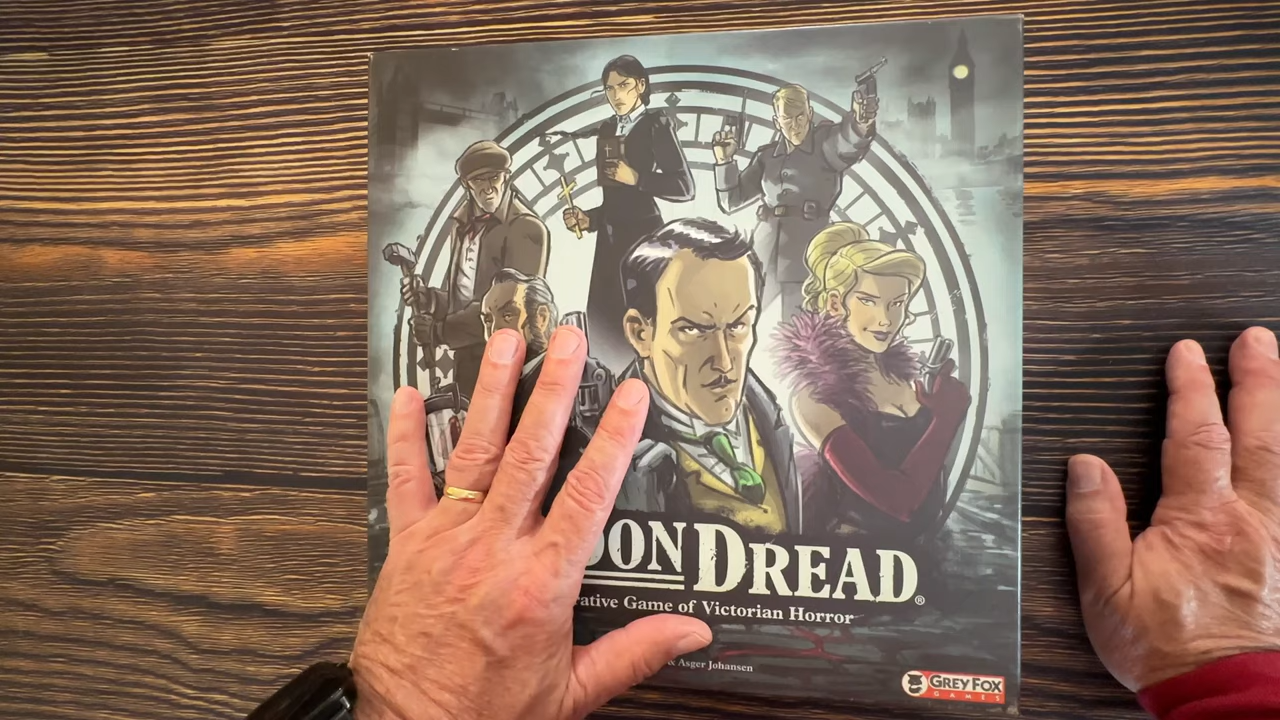 DON DREAD®
rative Game of Victorian Horror
& Asger Johansen
GREY FOX
GAMES